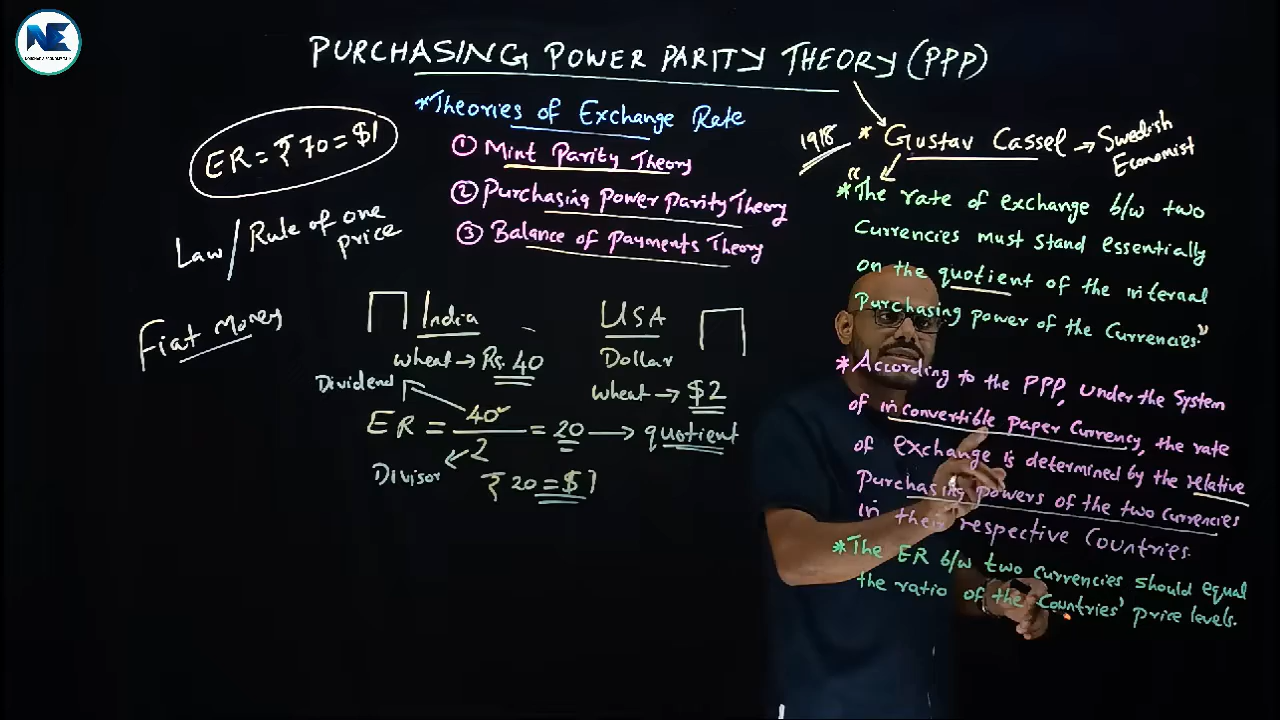 NE
PURCHASING POWER PARITY THEORY (PPP)
*Theories of Exchange Rate
① Mint Parity Theory
② Purchasing Power Parity Theory
③ Balance of Payments Theory
ER = ₹70 = $1
Law / Rule of one price
Fiat Money
India
wheat → Rs. 40
USA
Dollar
wheat → $2
Dividend
ER = 40 / 2 = 20 → quotient
Divisor
₹20 = $1
1918
* Gustav Cassel → Swedish Economist
*"The rate of exchange b/w two
Currencies must stand essentially
on the quotient of the internal
Purchasing power of the Currencies."
*According to the PPP, under the System
of inconvertible paper Currency, the rate
of exchange is determined by the relative
Purchasing powers of the two currencies
in their respective Countries.
*The ER b/w two currencies should equal
the ratio of the Countries' price levels.